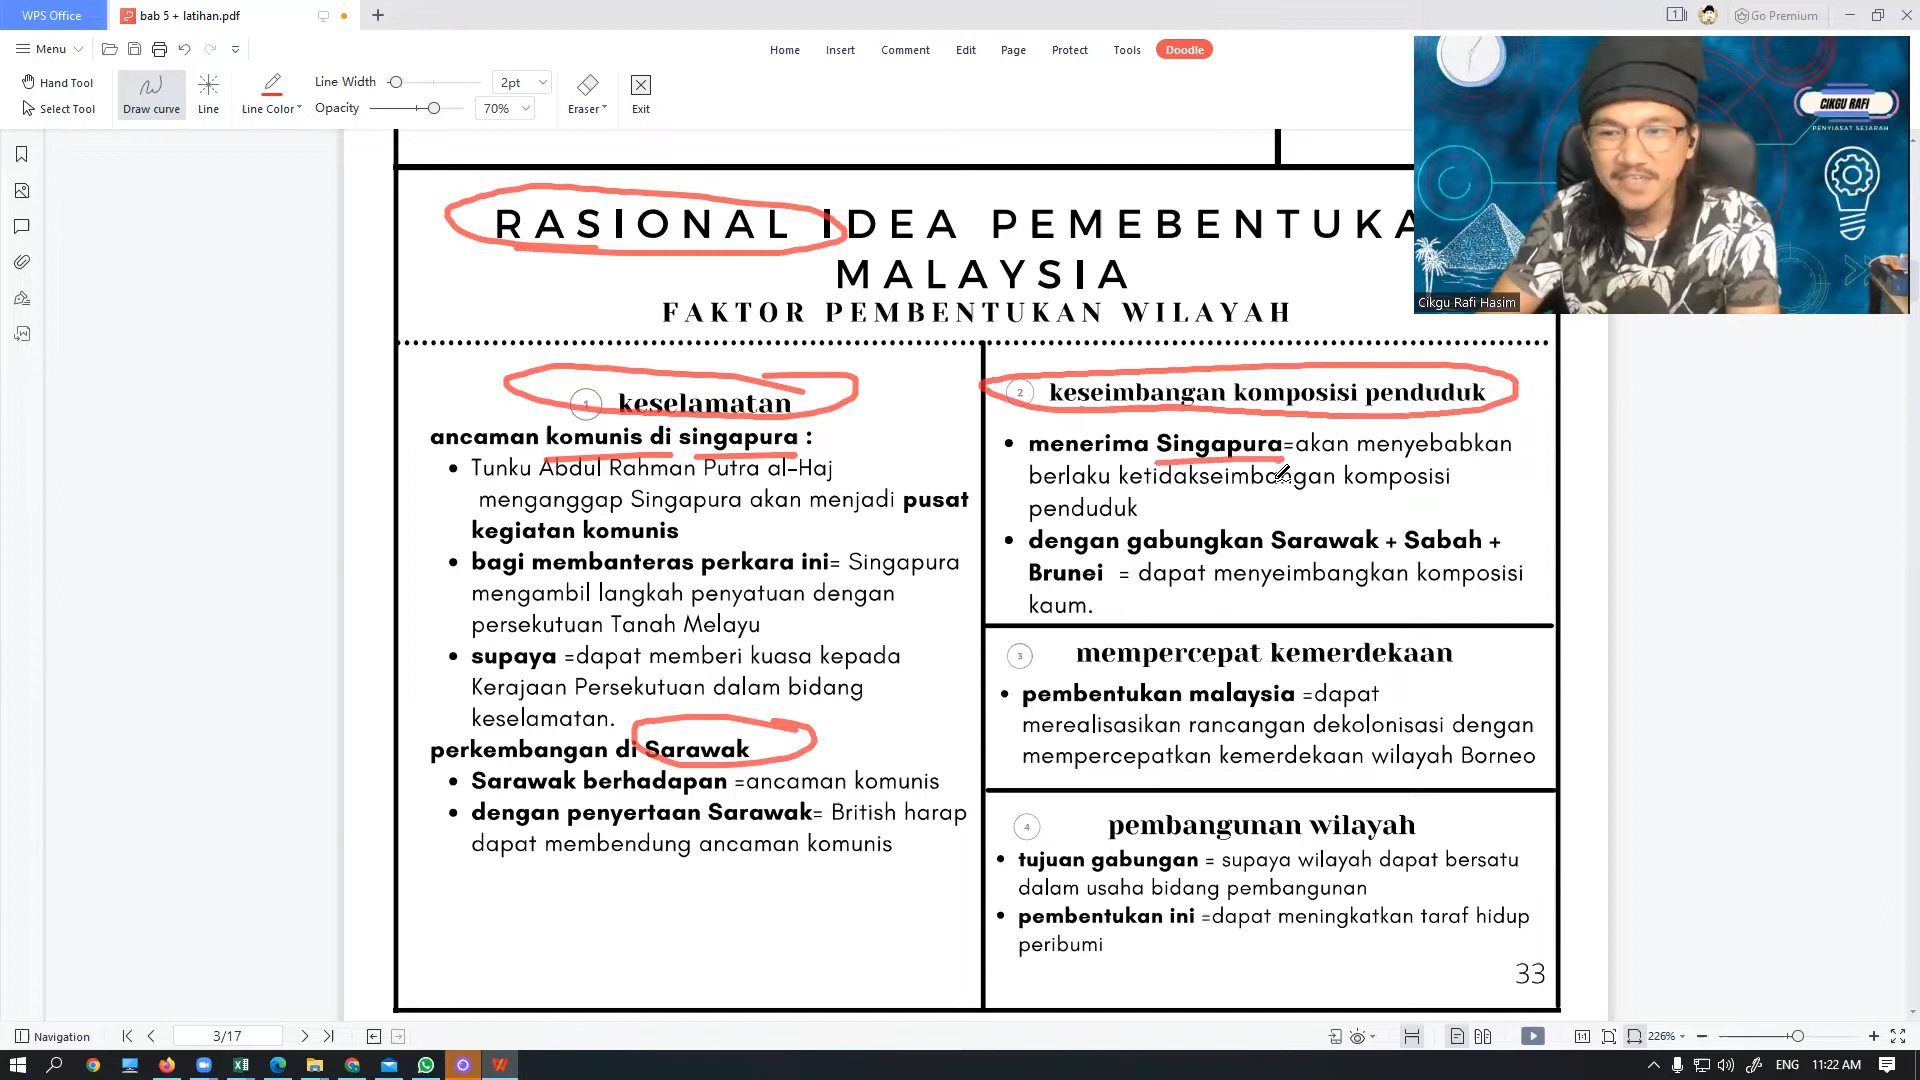 WPS Office
bab 5 + latihan.pdf
1
Go Premium
Menu
Home
Insert
Comment
Edit
Page
Protect
Tools
Doodle
Hand Tool
Select Tool
Draw curve
Line
Line Color
Line Width
2pt
Opacity
70%
Eraser
Exit
CIKGU RAFI
PENYIASAT SEJARAH
Cikgu Rafi Hasim
RASIONAL IDEA PEMEBENTUKA
MALAYSIA
FAKTOR PEMBENTUKAN WILAYAH
1 keselamatan
ancaman komunis di singapura :
• Tunku Abdul Rahman Putra al-Haj
menganggap Singapura akan menjadi pusat
kegiatan komunis
• bagi membanteras perkara ini= Singapura
mengambil langkah penyatuan dengan
persekutuan Tanah Melayu
• supaya =dapat memberi kuasa kepada
Kerajaan Persekutuan dalam bidang
keselamatan.
perkembangan di Sarawak
• Sarawak berhadapan =ancaman komunis
• dengan penyertaan Sarawak= British harap
dapat membendung ancaman komunis
2 keseimbangan komposisi penduduk
• menerima Singapura=akan menyebabkan
berlaku ketidakseimbangan komposisi
penduduk
• dengan gabungkan Sarawak + Sabah +
Brunei = dapat menyeimbangkan komposisi
kaum.
3 mempercepat kemerdekaan
• pembentukan malaysia =dapat
merealisasikan rancangan dekolonisasi dengan
mempercepatkan kemerdekaan wilayah Borneo
4 pembangunan wilayah
• tujuan gabungan = supaya wilayah dapat bersatu
dalam usaha bidang pembangunan
• pembentukan ini =dapat meningkatkan taraf hidup
peribumi
33
Navigation
3/17
226%
ENG
11:22 AM